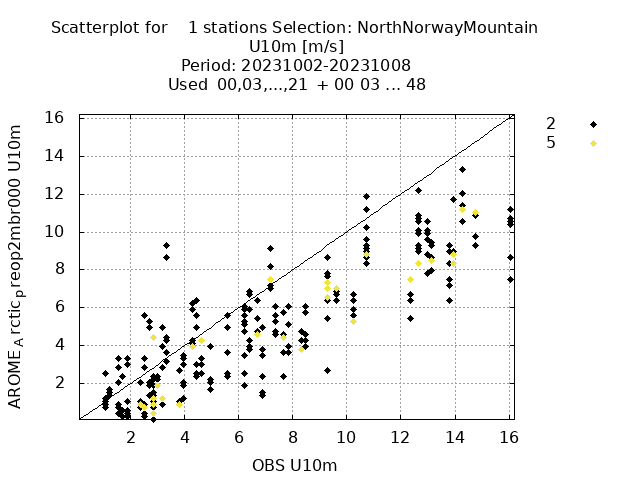 Scatterplot for 1 stations Selection: NorthNorwayMountain
U10m [m/s]
Period: 20231002-20231008
Used 00,03,...,21 + 00 03 ... 48
2
5
AROME_Arctic_preop2mbr000 U10m
16
14
12
10
8
6
4
2
2 4 6 8 10 12 14 16
OBS U10m